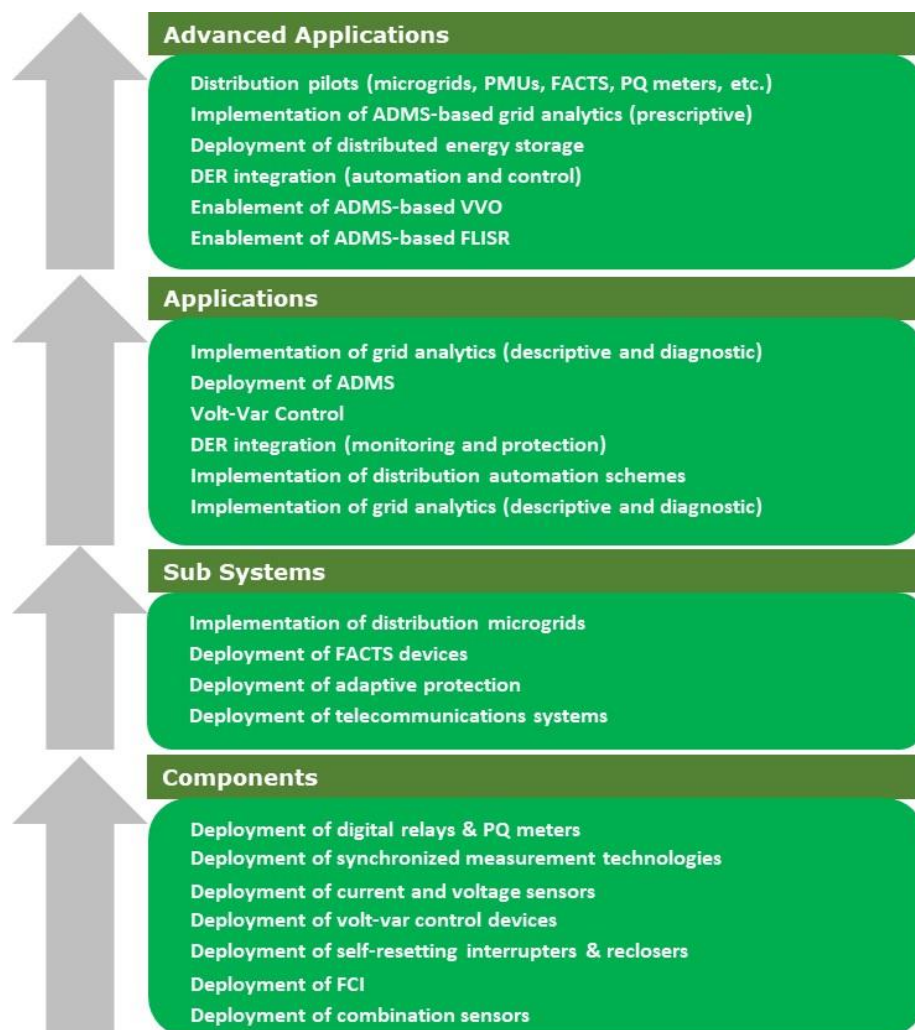 Advanced Applications
Distribution pilots (microgrids, PMUs, FACTS, PQ meters, etc.)
Implementation of ADMS-based grid analytics (prescriptive)
Deployment of distributed energy storage
DER integration (automation and control)
Enablement of ADMS-based VVO
Enablement of ADMS-based FLISR
Applications
Implementation of grid analytics (descriptive and diagnostic)
Deployment of ADMS
Volt-Var Control
DER integration (monitoring and protection)
Implementation of distribution automation schemes
Implementation of grid analytics (descriptive and diagnostic)
Sub Systems
Implementation of distribution microgrids
Deployment of FACTS devices
Deployment of adaptive protection
Deployment of telecommunications systems
Components
Deployment of digital relays & PQ meters
Deployment of synchronized measurement technologies
Deployment of current and voltage sensors
Deployment of volt-var control devices
Deployment of self-resetting interrupters & reclosers
Deployment of FCI
Deployment of combination sensors